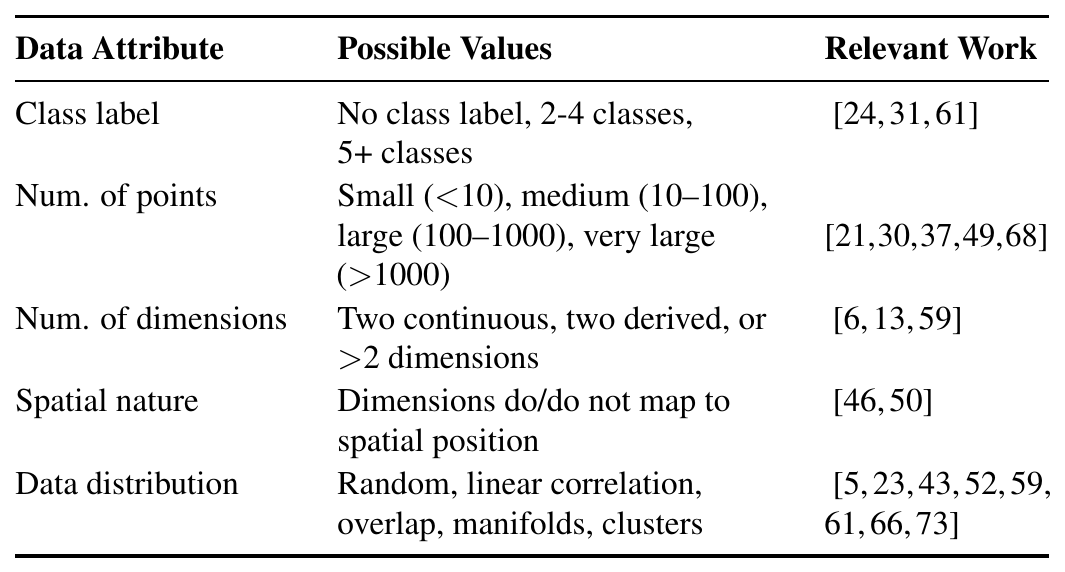 Data Attribute Possible Values Relevant Work
Class label No class label, 2-4 classes, [24, 31, 61]
5+ classes
Num. of points Small (<10), medium (10–100),
large (100–1000), very large [21,30,37,49,68]
(>1000)
Num. of dimensions Two continuous, two derived, or [6, 13, 59]
>2 dimensions
Spatial nature Dimensions do/do not map to [46, 50]
spatial position
Data distribution Random, linear correlation, [5, 23, 43, 52, 59,
overlap, manifolds, clusters 61, 66, 73]